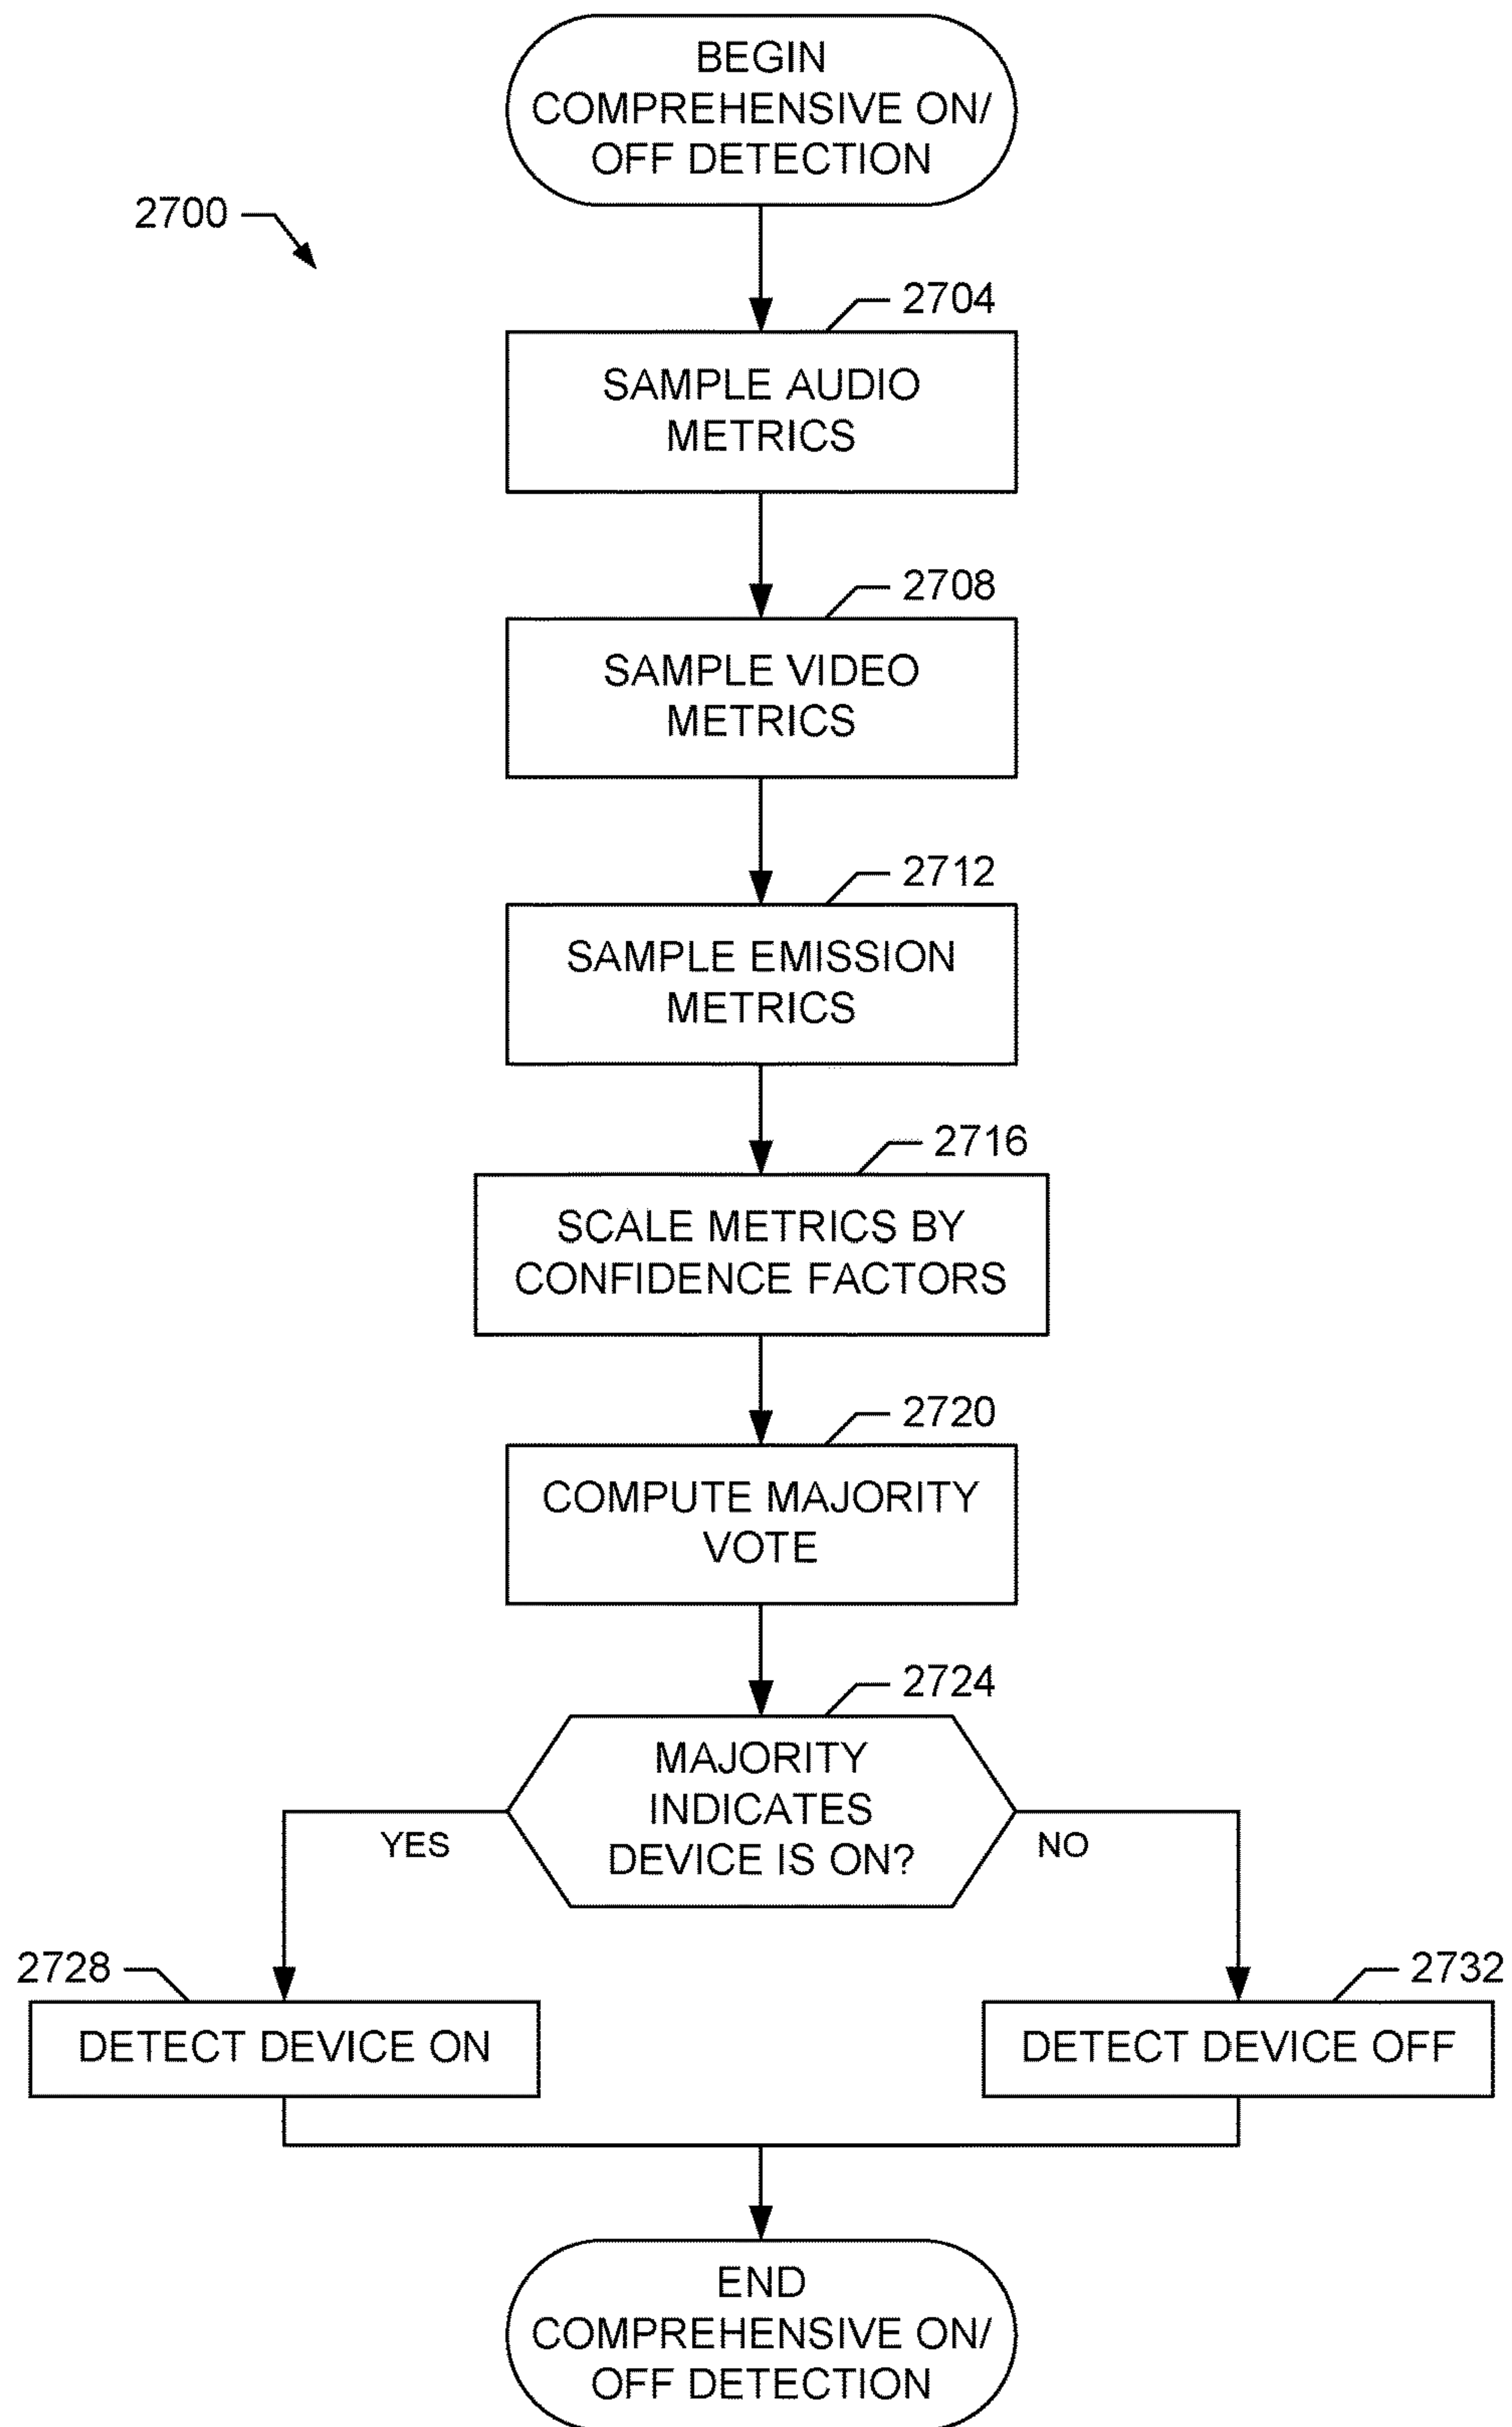 BEGIN
COMPREHENSIVE ON/
OFF DETECTION
2700
2704
SAMPLE AUDIO
METRICS
2708
SAMPLE VIDEO
METRICS
2712
SAMPLE EMISSION
METRICS
2716
SCALE METRICS BY
CONFIDENCE FACTORS
2720
COMPUTE MAJORITY
VOTE
2724
MAJORITY
INDICATES
DEVICE IS ON?
YES
NO
2728
2732
DETECT DEVICE ON
DETECT DEVICE OFF
END
COMPREHENSIVE ON/
OFF DETECTION